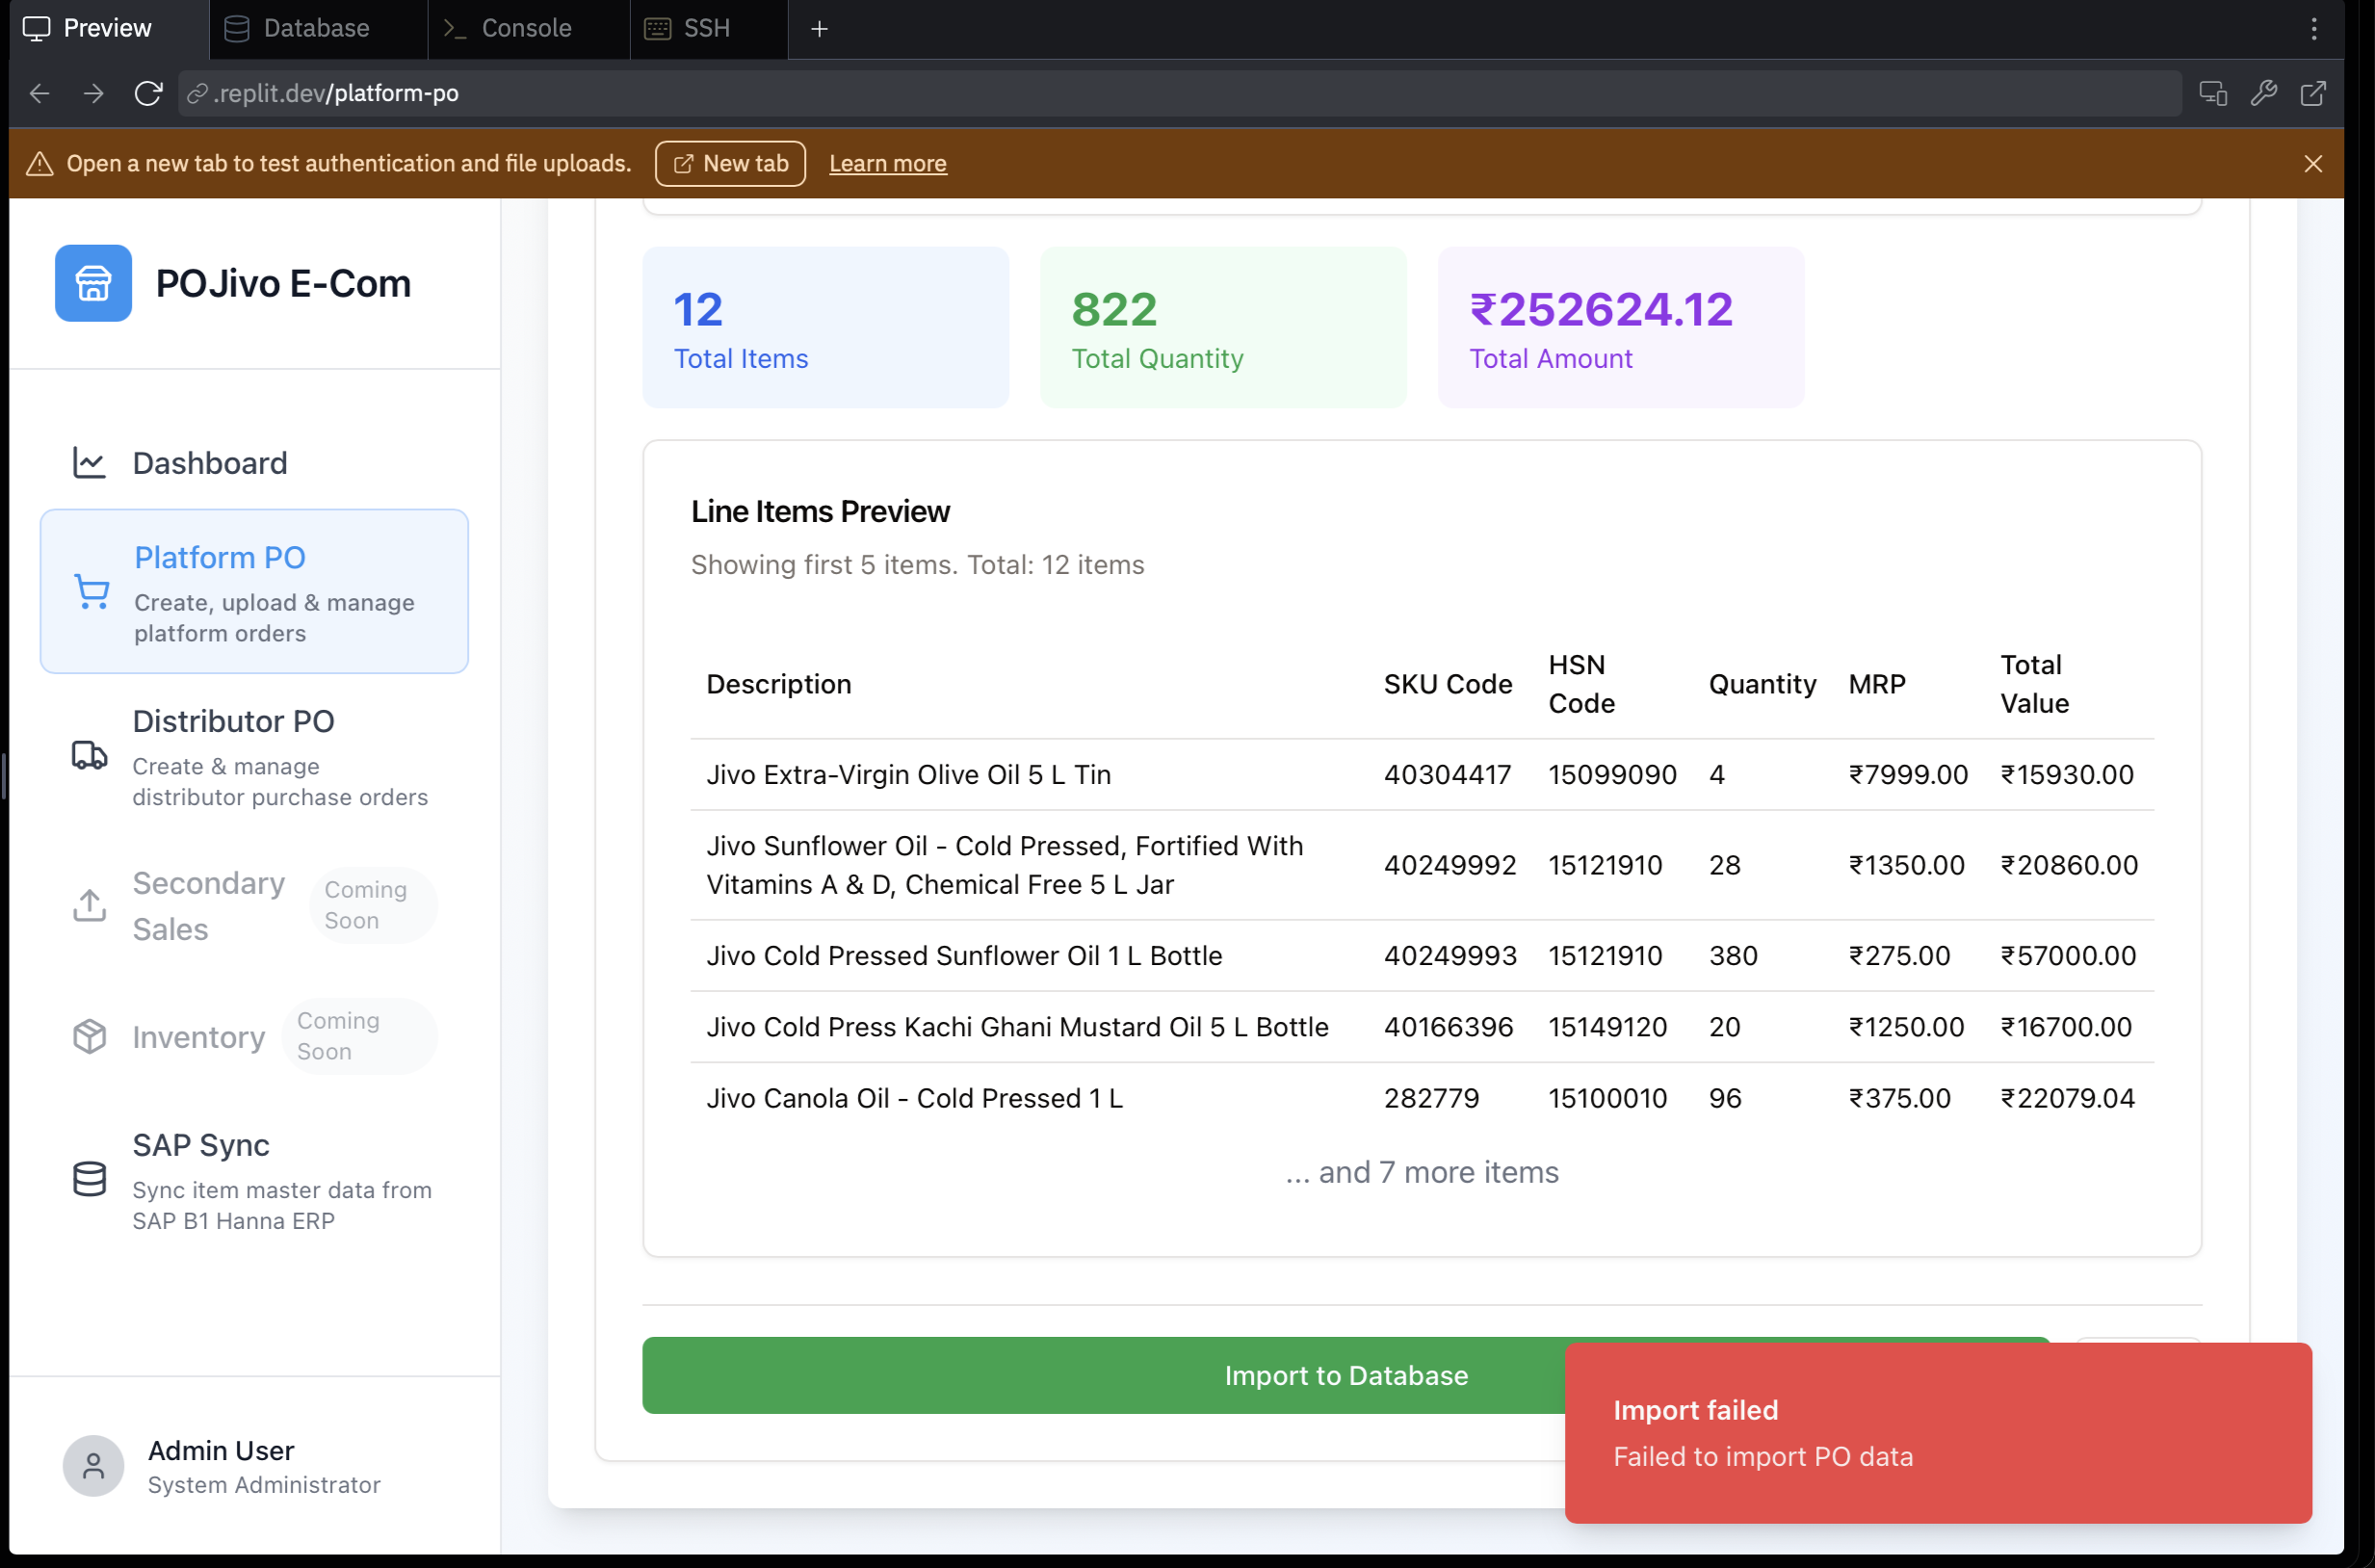 Preview
Database
Console
SSH
.replit.dev/platform-po
Open a new tab to test authentication and file uploads.
New tab
Learn more
POJivo E-Com
Dashboard
Platform PO
Create, upload & manage
platform orders
Distributor PO
Create & manage
distributor purchase orders
Secondary
Sales
Coming
Soon
Inventory
Coming
Soon
SAP Sync
Sync item master data from
SAP B1 Hanna ERP
Admin User
System Administrator
12
Total Items
822
Total Quantity
₹252624.12
Total Amount
Line Items Preview
Showing first 5 items. Total: 12 items
Description SKU Code HSN Code Quantity MRP Total Value
Jivo Extra-Virgin Olive Oil 5 L Tin 40304417 15099090 4 ₹7999.00 ₹15930.00
Jivo Sunflower Oil - Cold Pressed, Fortified With
Vitamins A & D, Chemical Free 5 L Jar 40249992 15121910 28 ₹1350.00 ₹20860.00
Jivo Cold Pressed Sunflower Oil 1 L Bottle 40249993 15121910 380 ₹275.00 ₹57000.00
Jivo Cold Press Kachi Ghani Mustard Oil 5 L Bottle 40166396 15149120 20 ₹1250.00 ₹16700.00
Jivo Canola Oil - Cold Pressed 1 L 282779 15100010 96 ₹375.00 ₹22079.04
... and 7 more items
Import to Database
Import failed
Failed to import PO data